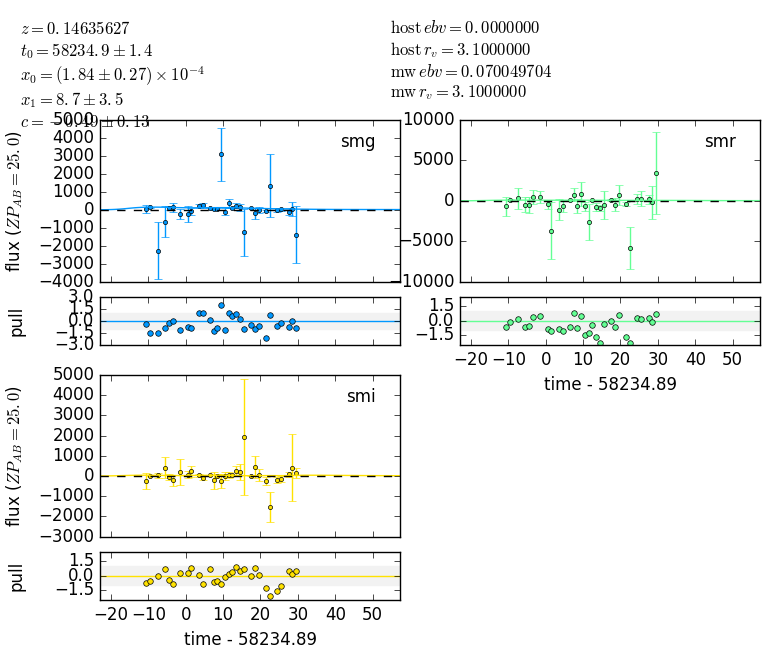 z = 0.14635627
t₀ = 58234.9 ± 1.4
x₀ = (1.84 ± 0.27) × 10⁻⁴
x₁ = 8.7 ± 3.5
c = −0.49 ± 0.13
host ebv = 0.0000000
host r_v = 3.1000000
mw ebv = 0.070049704
mw r_v = 3.1000000
smg
5000
4000
3000
2000
1000
0
−1000
−2000
−3000
−4000
flux (ZP_AB = 25.0)
3.0
1.5
0.0
−1.5
−3.0
pull
smr
10000
5000
0
−5000
−10000
1.5
0.0
−1.5
−20 −10 0 10 20 30 40 50
time - 58234.89
smi
5000
4000
3000
2000
1000
0
−1000
−2000
−3000
flux (ZP_AB = 25.0)
1.5
0.0
−1.5
pull
−20 −10 0 10 20 30 40 50
time - 58234.89